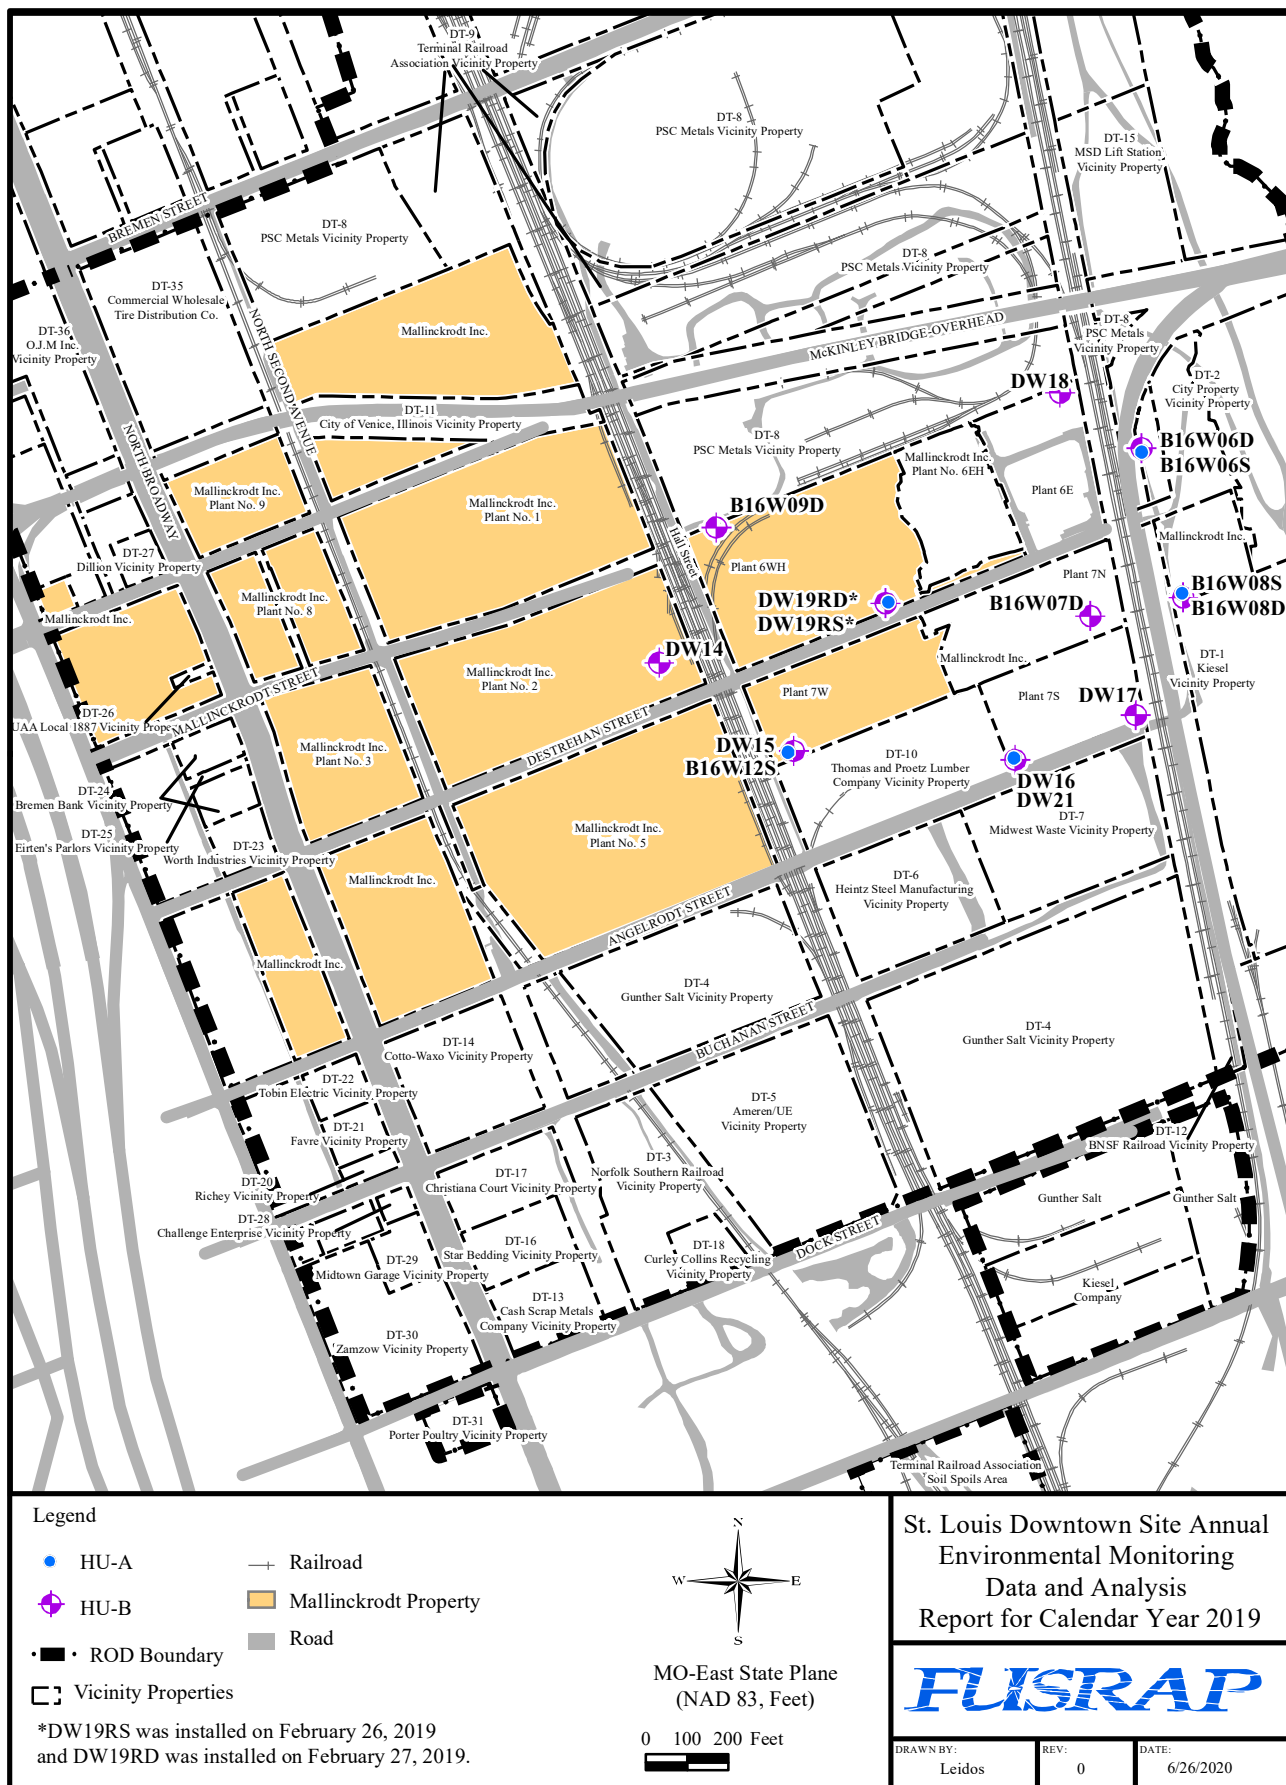 DT-9
Terminal Railroad
Association Vicinity Property
DT-8
PSC Metals Vicinity Property
DT-15
MSD Lift Station
Vicinity Property
BREMEN STREET
DT-8
PSC Metals Vicinity Property
DT-8
PSC Metals Vicinity Property
DT-35
Commercial Wholesale
Tire Distribution Co.
DT-36
O.J.M Inc.
Vicinity Property
NORTH SECOND AVENUE
Mallinckrodt Inc.
McKINLEY BRIDGE-OVERHEAD
DT-8
PSC Metals
Vicinity Property
DT-2
City Property
Vicinity Property
DW18
DT-11
City of Venice, Illinois Vicinity Property
NORTH BROADWAY
DT-8
PSC Metals Vicinity Property
Mallinckrodt Inc.
Plant No. 6EH
B16W06D
B16W06S
Plant 6E
Mallinckrodt Inc.
Plant No. 9
Mallinckrodt Inc.
Plant No. 1
B16W09D
Hall Street
Mallinckrodt Inc.
DT-27
Dillion Vicinity Property
Plant 6WH
Plant 7N
B16W08S
B16W08D
Mallinckrodt Inc.
Mallinckrodt Inc.
Plant No. 8
DW19RD*
DW19RS*
B16W07D
DW14
Mallinckrodt Inc.
DT-1
Kiesel
Vicinity Property
Mallinckrodt Inc.
Plant No. 2
Plant 7W
Plant 7S
DW17
DT-26
UAA Local 1887 Vicinity Prope
MALLINCKRODT STREET
DESTREHAN STREET
Mallinckrodt Inc.
Plant No. 3
DW15
B16W12S
DT-10
Thomas and Proetz Lumber
Company Vicinity Property
DW16
DW21
DT-24
Bremen Bank Vicinity Property
DT-7
Midwest Waste Vicinity Property
DT-25
Eirten's Parlors Vicinity Property
DT-23
Worth Industries Vicinity Property
Mallinckrodt Inc.
Plant No. 5
Mallinckrodt Inc.
DT-6
Heintz Steel Manufacturing
Vicinity Property
ANGELRODT STREET
Mallinckrodt Inc.
DT-4
Gunther Salt Vicinity Property
BUCHANAN STREET
DT-4
Gunther Salt Vicinity Property
DT-14
Cotto-Waxo Vicinity Property
DT-22
Tobin Electric Vicinity Property
DT-5
Ameren/UE
Vicinity Property
DT-21
Favre Vicinity Property
DT-12
BNSF Railroad Vicinity Property
DT-3
Norfolk Southern Railroad
Vicinity Property
DT-17
Christiana Court Vicinity Property
DT-20
Richey Vicinity Property
Gunther Salt
Gunther Salt
DT-28
Challenge Enterprise Vicinity Property
DOCK STREET
DT-16
Star Bedding Vicinity Property
DT-18
Curley Collins Recycling
Vicinity Property
DT-29
Midtown Garage Vicinity Property
Kiesel
Company
DT-13
Cash Scrap Metals
Company Vicinity Property
DT-30
Zamzow Vicinity Property
DT-31
Porter Poultry Vicinity Property
Terminal Railroad Association
Soil Spoils Area
Legend
HU-A
HU-B
ROD Boundary
Vicinity Properties
Railroad
Mallinckrodt Property
Road
*DW19RS was installed on February 26, 2019
and DW19RD was installed on February 27, 2019.
N
W
E
S
MO-East State Plane
(NAD 83, Feet)
0 100 200 Feet
St. Louis Downtown Site Annual
Environmental Monitoring
Data and Analysis
Report for Calendar Year 2019
FUSRAP
DRAWN BY:
Leidos
REV:
0
DATE:
6/26/2020